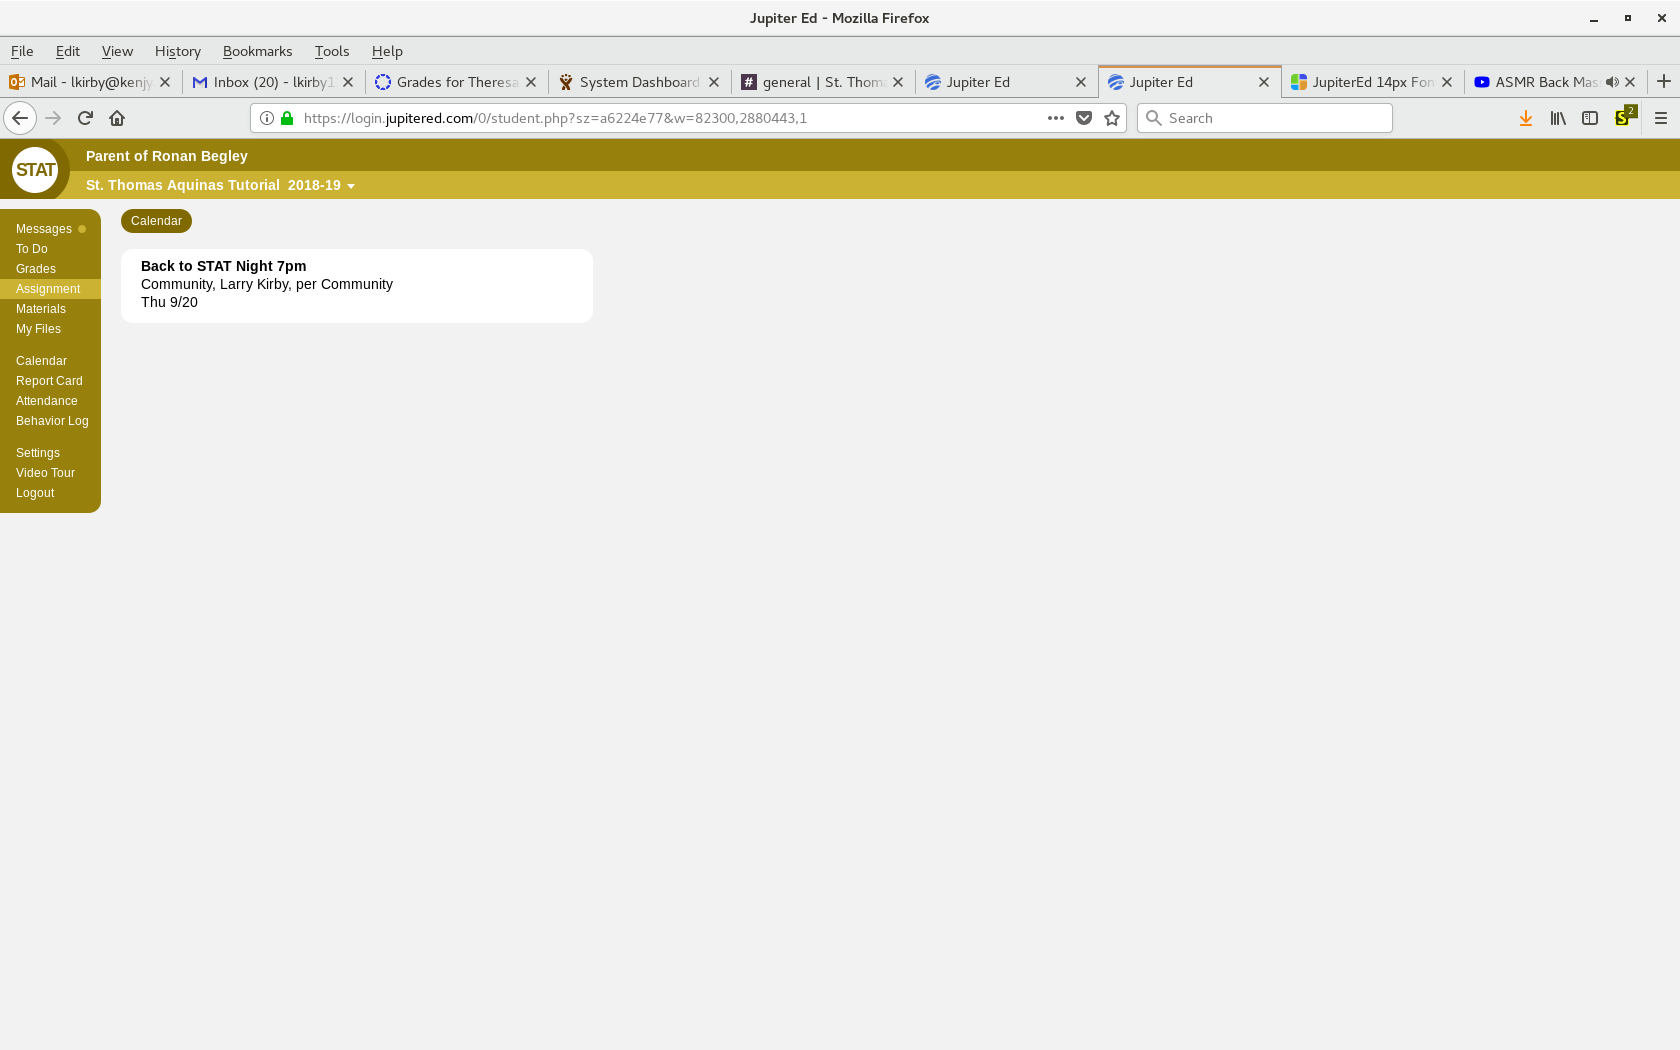 Jupiter Ed - Mozilla Firefox
File Edit View History Bookmarks Tools Help
Mail - lkirby@kenjy Inbox (20) - lkirby1 Grades for Theresa System Dashboard general | St. Thoma Jupiter Ed Jupiter Ed JupiterEd 14px Fon ASMR Back Mas
https://login.jupitered.com/0/student.php?sz=a6224e77&w=82300,2880443,1 Search 2
STAT
Parent of Ronan Begley
St. Thomas Aquinas Tutorial 2018-19
Messages
To Do
Grades
Assignment
Materials
My Files
Calendar
Report Card
Attendance
Behavior Log
Settings
Video Tour
Logout
Calendar
Back to STAT Night 7pm
Community, Larry Kirby, per Community
Thu 9/20